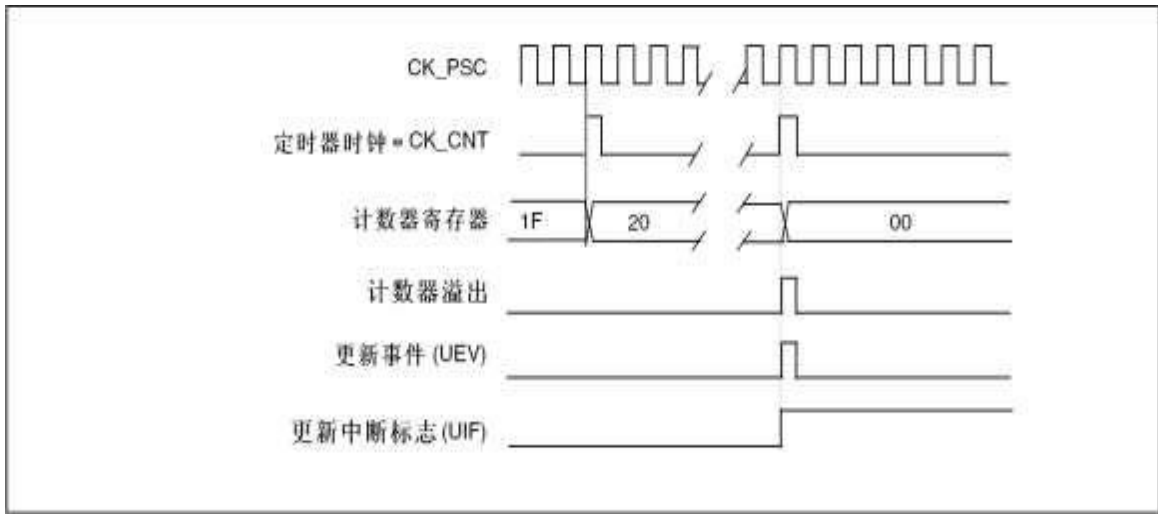 CK_PSC
定时器时钟=CK_CNT
计数器寄存器 1F 20 00
计数器溢出
更新事件(UEV)
更新中断标志(UIF)